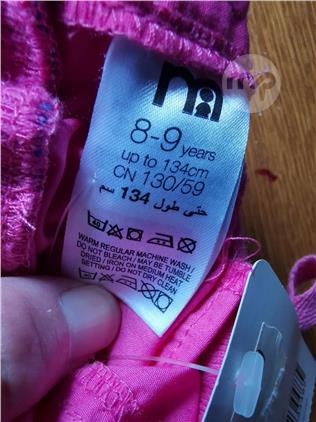 m
8-9 years
up to 134cm
CN 130/59
حتى طول 134 سم
WARM REGULAR MACHINE WASH/
DO NOT BLEACH/ MAY BE TUMBLE
DRIED / IRON ON MEDIUM HEAT
SETTING / DO NOT DRY CLEAN